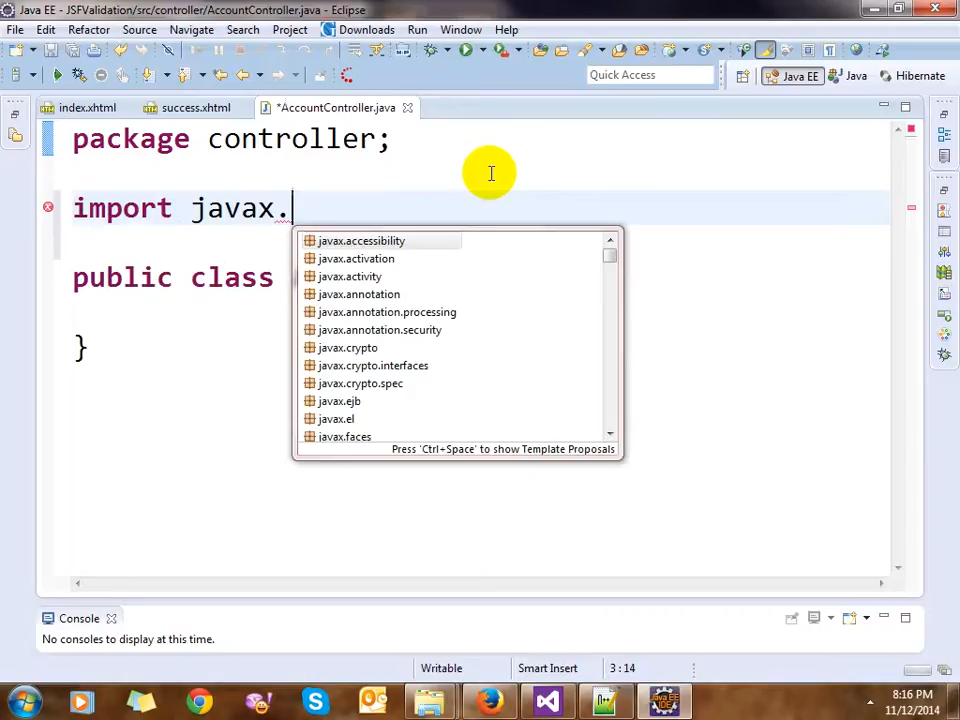 Java EE - JSFValidation/src/controller/AccountController.java - Eclipse
File Edit Refactor Source Navigate Search Project Downloads Run Window Help
Quick Access
Java EE
Java
Hibernate
index.xhtml
success.xhtml
*AccountController.java
package controller;
import javax.
javax.accessibility
javax.activation
javax.activity
javax.annotation
javax.annotation.processing
javax.annotation.security
javax.crypto
javax.crypto.interfaces
javax.crypto.spec
javax.ejb
javax.el
javax.faces
Press 'Ctrl+Space' to show Template Proposals
public class
}
Console
No consoles to display at this time.
Writable
Smart Insert
3 : 14
Java EE
IDE
8:16 PM
11/12/2014